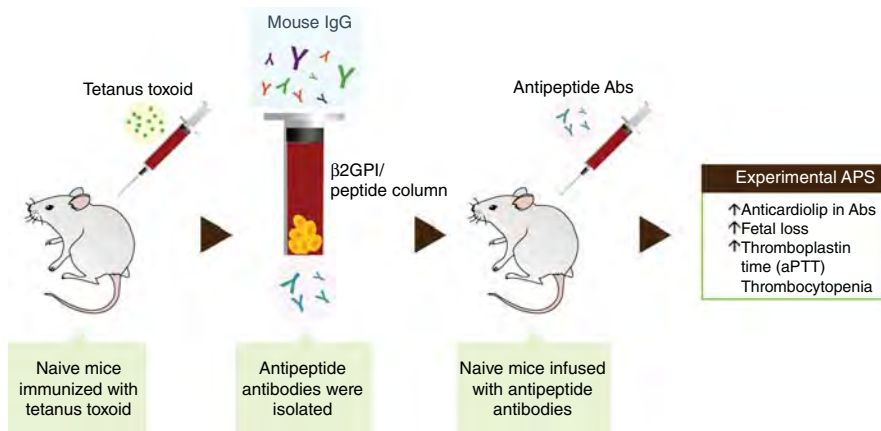 Mouse IgG
Tetanus toxoid
β2GPI/
peptide column
Antipeptide Abs
Experimental APS
↑Anticardiolip in Abs
↑Fetal loss
↑Thromboplastin
time (aPTT)
Thrombocytopenia
Naive mice
immunized with
tetanus toxoid
Antipeptide
antibodies were
isolated
Naive mice infused
with antipeptide
antibodies